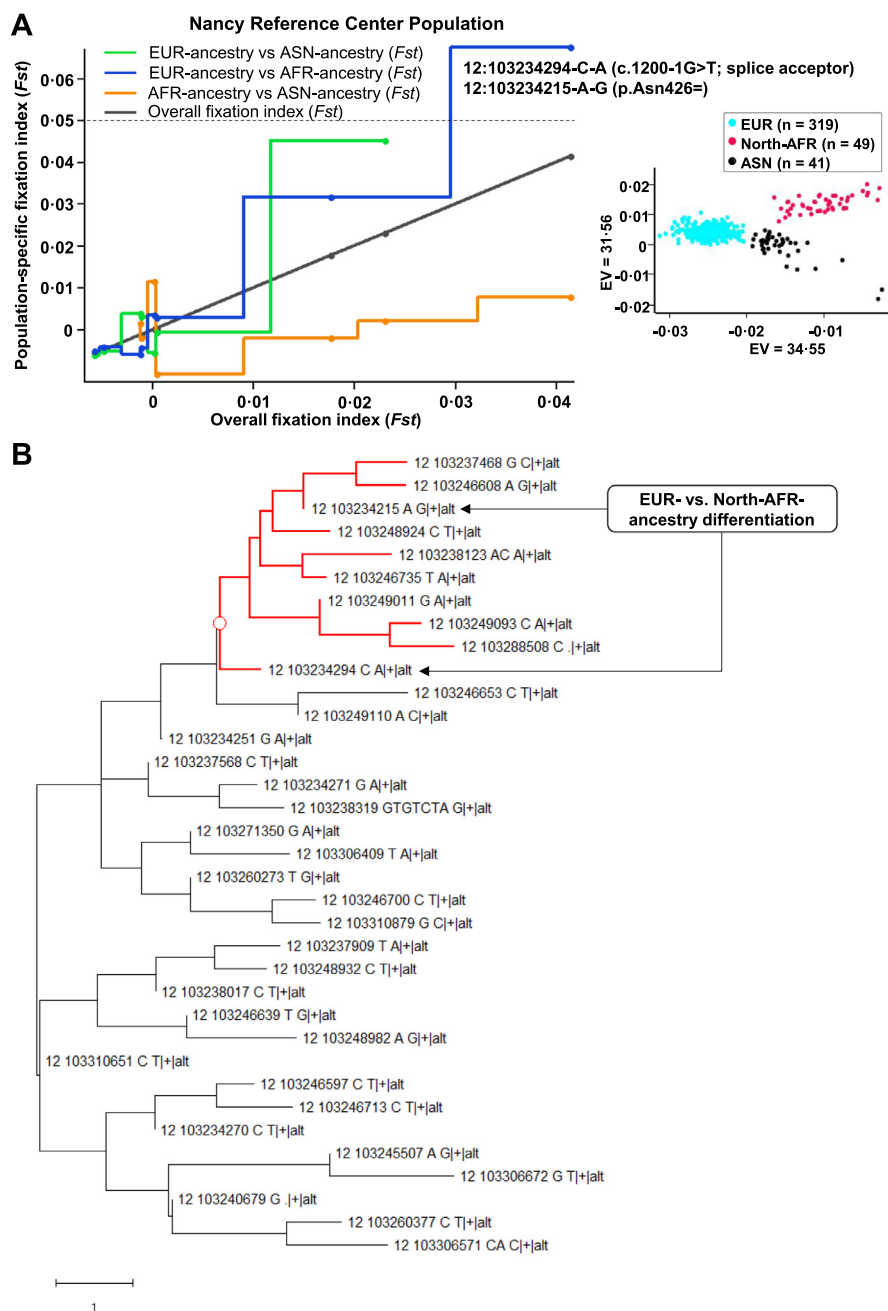 A
Nancy Reference Center Population
EUR-ancestry vs ASN-ancestry (Fst)
EUR-ancestry vs AFR-ancestry (Fst)
AFR-ancestry vs ASN-ancestry (Fst)
Overall fixation index (Fst)
12:103234294-C-A (c.1200-1G>T; splice acceptor)
12:103234215-A-G (p.Asn426=)
Population-specific fixation index (Fst)
0·06
0·05
0·04
0·03
0·02
0·01
0
0
0·01
0·02
0·03
0·04
Overall fixation index (Fst)
EUR (n = 319)
North-AFR (n = 49)
ASN (n = 41)
EV = 31·56
0·02
0·01
0
-0·01
-0·02
-0·03
-0·02
-0·01
EV = 34·55
B
12 103237468 G C|+|alt
12 103246608 A G|+|alt
12 103234215 A G|+|alt
EUR- vs. North-AFR-
ancestry differentiation
12 103248924 C T|+|alt
12 103238123 AC A|+|alt
12 103246735 T A|+|alt
12 103249011 G A|+|alt
12 103249093 C A|+|alt
12 103288508 C .|+|alt
12 103234294 C A|+|alt
12 103246653 C T|+|alt
12 103249110 A C|+|alt
12 103234251 G A|+|alt
12 103237568 C T|+|alt
12 103234271 G A|+|alt
12 103238319 GTGTCTA G|+|alt
12 103271350 G A|+|alt
12 103306409 T A|+|alt
12 103260273 T G|+|alt
12 103246700 C T|+|alt
12 103310879 G C|+|alt
12 103237909 T A|+|alt
12 103248932 C T|+|alt
12 103238017 C T|+|alt
12 103246639 T G|+|alt
12 103248982 A G|+|alt
12 103310651 C T|+|alt
12 103246597 C T|+|alt
12 103246713 C T|+|alt
12 103234270 C T|+|alt
12 103245507 A G|+|alt
12 103306672 G T|+|alt
12 103240679 G .|+|alt
12 103260377 C T|+|alt
12 103306571 CA C|+|alt
1